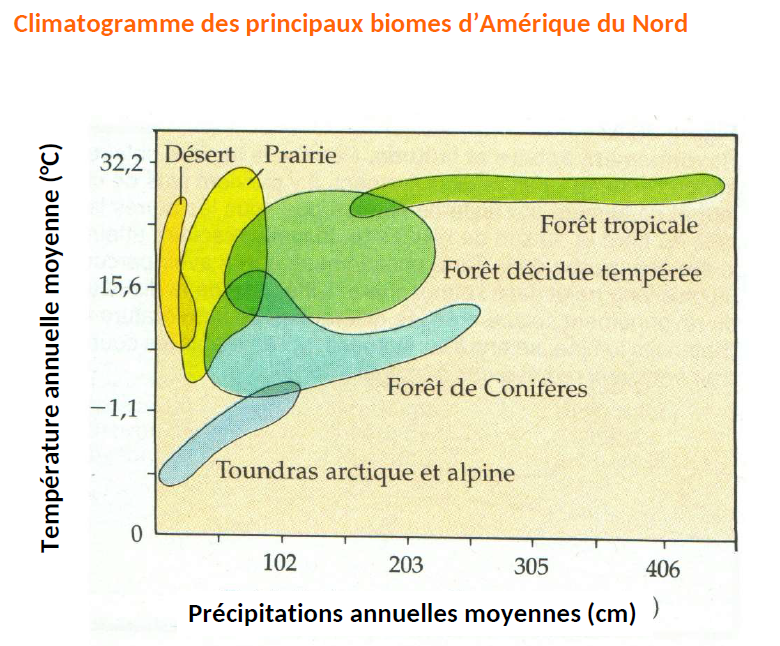 Climatogramme des principaux biomes d’Amérique du Nord
Température annuelle moyenne (°C)
32,2
15,6
−1,1
0
Désert
Prairie
Forêt tropicale
Forêt décidue tempérée
Forêt de Conifères
Toundras arctique et alpine
102
203
305
406
Précipitations annuelles moyennes (cm) )